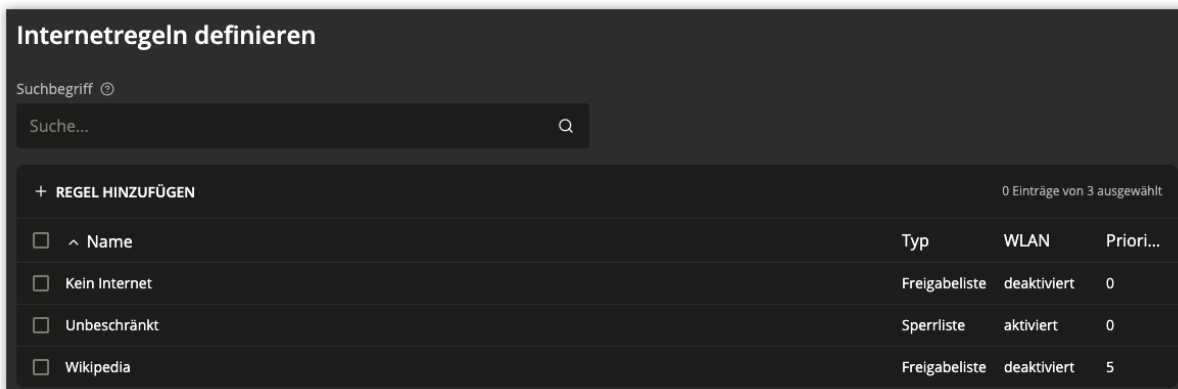 Internetregeln definieren
Suchbegriff
Suche...
+ REGEL HINZUFÜGEN 0 Einträge von 3 ausgewählt
Name Typ WLAN Priori...
Kein Internet Freigabeliste deaktiviert 0
Unbeschränkt Sperrliste aktiviert 0
Wikipedia Freigabeliste deaktiviert 5